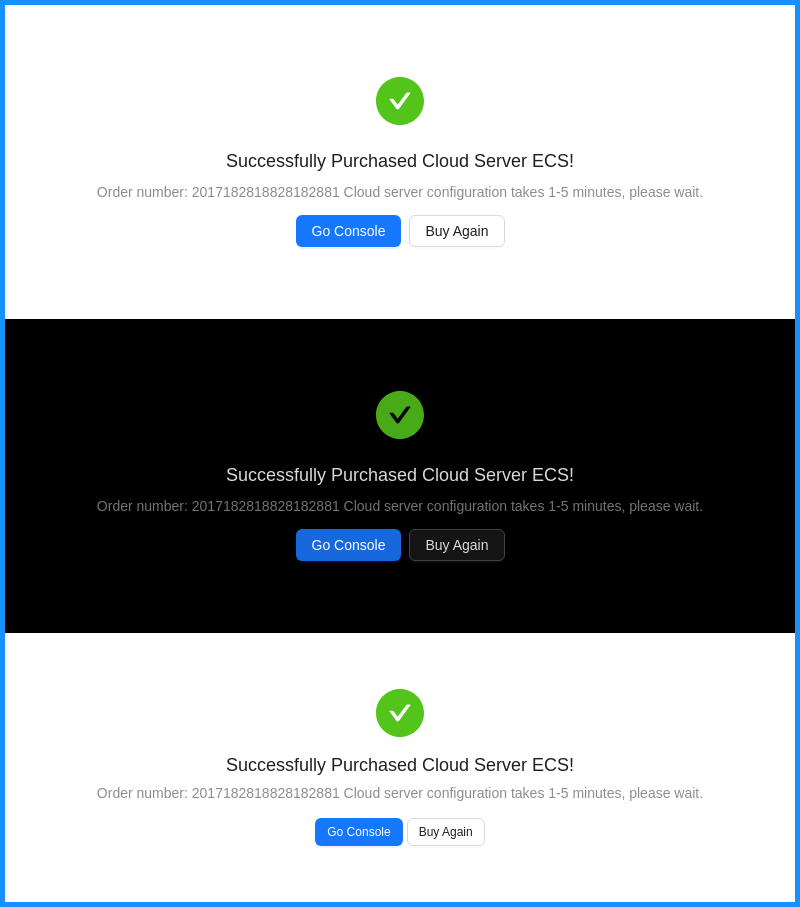 Successfully Purchased Cloud Server ECS!
Order number: 2017182818828182881 Cloud server configuration takes 1-5 minutes, please wait.
Go Console Buy Again
Successfully Purchased Cloud Server ECS!
Order number: 2017182818828182881 Cloud server configuration takes 1-5 minutes, please wait.
Go Console Buy Again
Successfully Purchased Cloud Server ECS!
Order number: 2017182818828182881 Cloud server configuration takes 1-5 minutes, please wait.
Go Console Buy Again